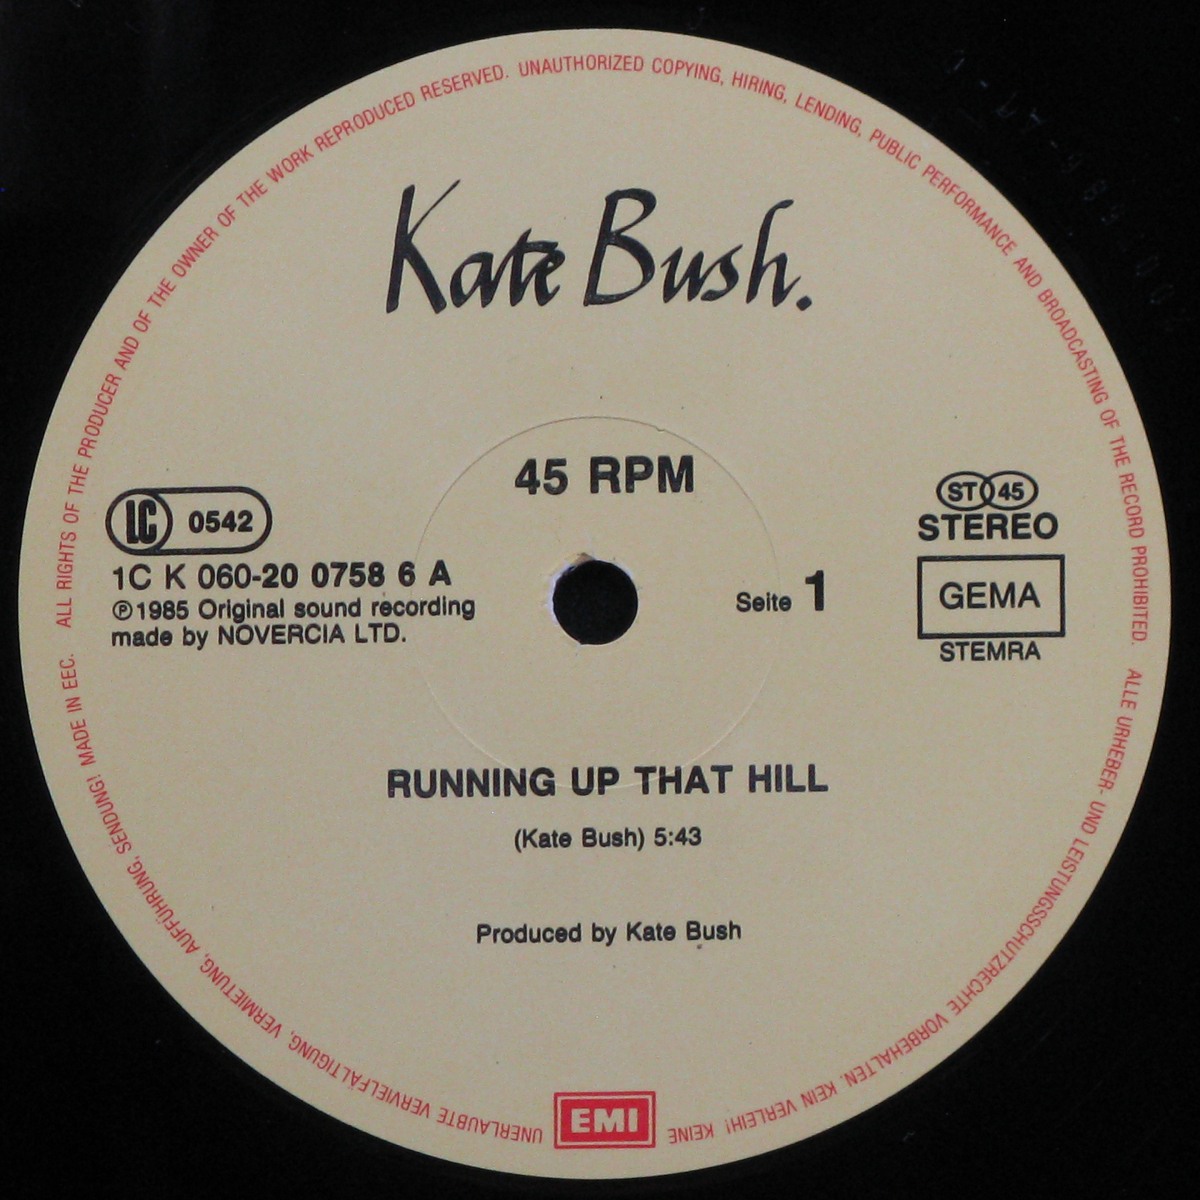 ALL RIGHTS OF THE PRODUCER AND OF THE OWNER OF THE WORK REPRODUCED RESERVED. UNAUTHORIZED COPYING, HIRING, LENDING, PUBLIC PERFORMANCE AND BROADCASTING OF THE RECORD PROHIBITED.
Kate Bush.
45 RPM
LC 0542
ST 45
STEREO
1C K 060-20 0758 6 A
℗1985 Original sound recording
made by NOVERCIA LTD.
Seite 1
GEMA
STEMRA
RUNNING UP THAT HILL
(Kate Bush) 5:43
Produced by Kate Bush
EMI
ALLE URHEBER- UND LEISTUNGSSCHUTZRECHTE VORBEHALTEN. KEIN VERLEIH! KEINE UNERLAUBTE VERVIELFÄLTIGUNG, VERMIETUNG, AUFFÜHRUNG, SENDUNG! MADE IN EEC.